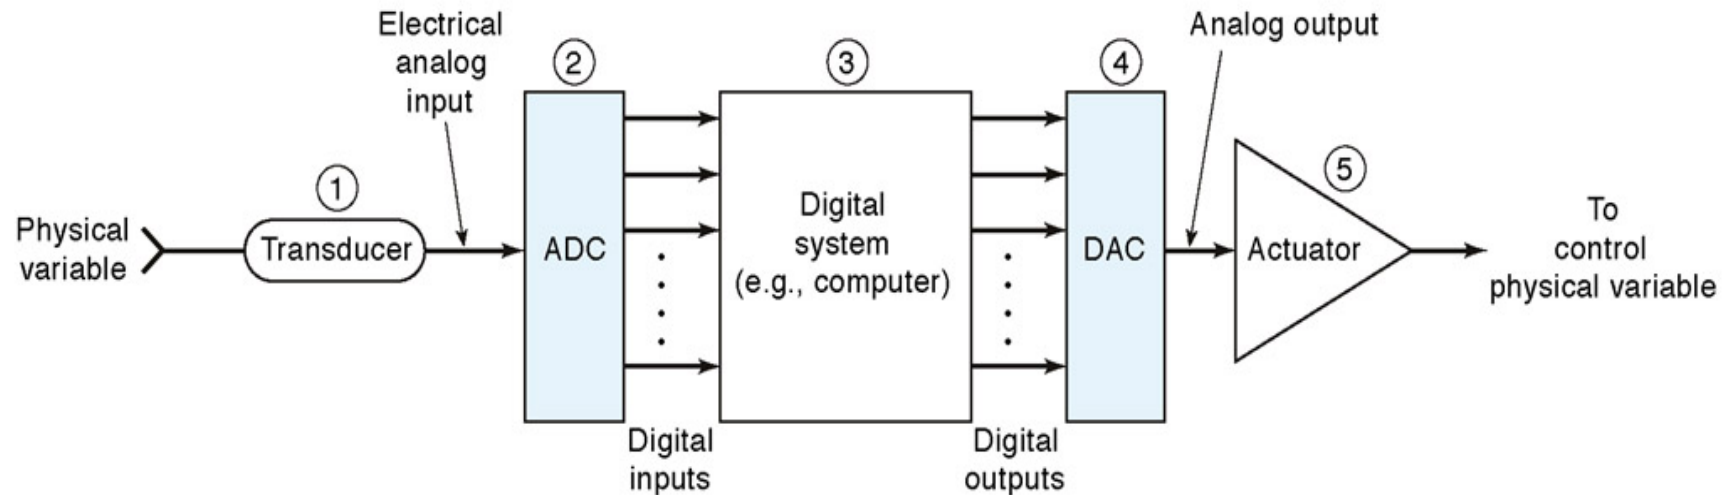 Physical
variable
1
Transducer
Electrical
analog
input
2
ADC
Digital
inputs
3
Digital
system
(e.g., computer)
Digital
outputs
4
DAC
Analog output
5
Actuator
To
control
physical variable